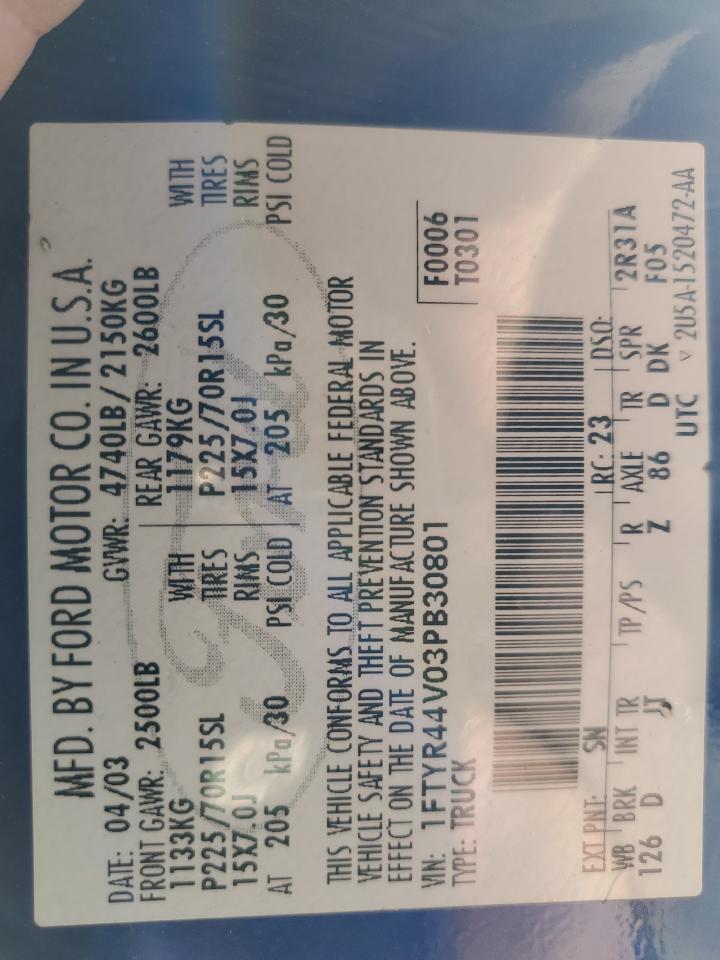 MFD. BY FORD MOTOR CO. IN U.S.A.
DATE: 04/03 GVWR: 4740LB/2150KG
FRONT GAWR: 2500LB REAR GAWR: 2600LB
1133KG WITH 1179KG WITH
P225/70R15SL TIRES P225/70R15SL TIRES
15X7.0J RIMS 15X7.0J RIMS
AT 205 kPa/30 PSI COLD AT 205 kPa/30 PSI COLD
THIS VEHICLE CONFORMS TO ALL APPLICABLE FEDERAL MOTOR
VEHICLE SAFETY AND THEFT PREVENTION STANDARDS IN
EFFECT ON THE DATE OF MANUFACTURE SHOWN ABOVE.
VIN: 1FTYR44V03PB30801 F0006
TYPE: TRUCK T0301
EXT PNT: SN RC: 23 DSO:
WB BRK INT TR TP/PS R AXLE TR SPR 2R31A
126 D JT Z 86 D DK F05
UTC ▽ 2U5A-1520472-AA
Ford